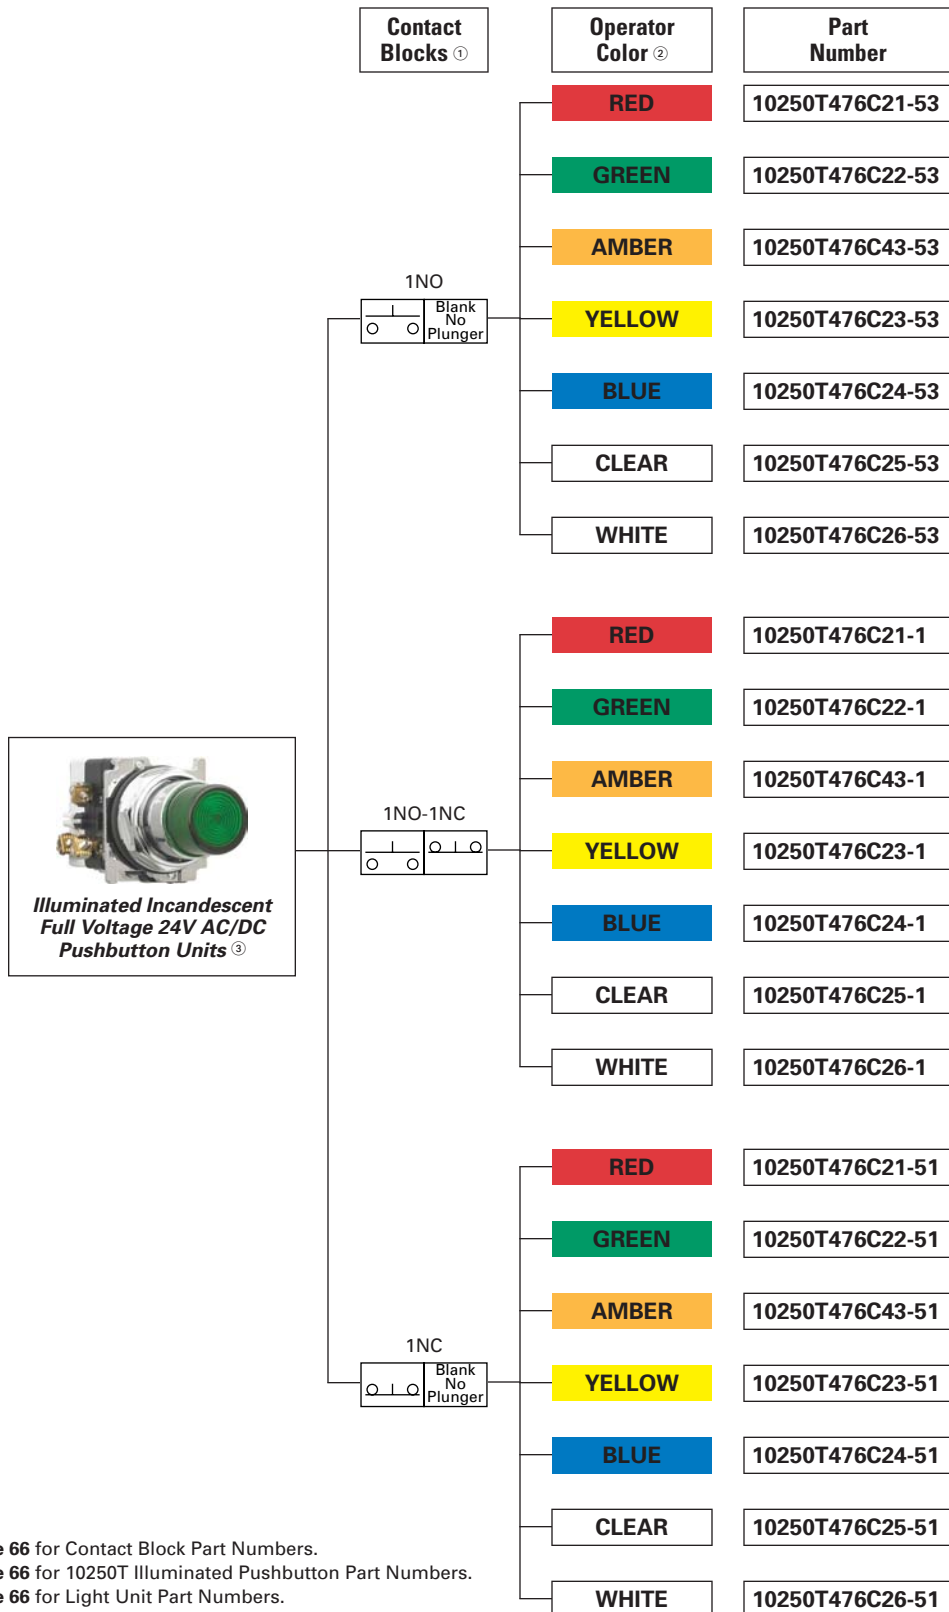 Contact
Blocks ①
Operator
Color ②
Part
Number
RED 10250T476C21-53
GREEN 10250T476C22-53
AMBER 10250T476C43-53
1NO
Blank
No
Plunger
YELLOW 10250T476C23-53
BLUE 10250T476C24-53
CLEAR 10250T476C25-53
WHITE 10250T476C26-53
RED 10250T476C21-1
GREEN 10250T476C22-1
AMBER 10250T476C43-1
1NO-1NC
YELLOW 10250T476C23-1
Illuminated Incandescent
Full Voltage 24V AC/DC
Pushbutton Units ③
BLUE 10250T476C24-1
CLEAR 10250T476C25-1
WHITE 10250T476C26-1
RED 10250T476C21-51
GREEN 10250T476C22-51
AMBER 10250T476C43-51
1NC
Blank
No
Plunger
YELLOW 10250T476C23-51
BLUE 10250T476C24-51
CLEAR 10250T476C25-51
WHITE 10250T476C26-51
e 66 for Contact Block Part Numbers.
e 66 for 10250T Illuminated Pushbutton Part Numbers.
e 66 for Light Unit Part Numbers.